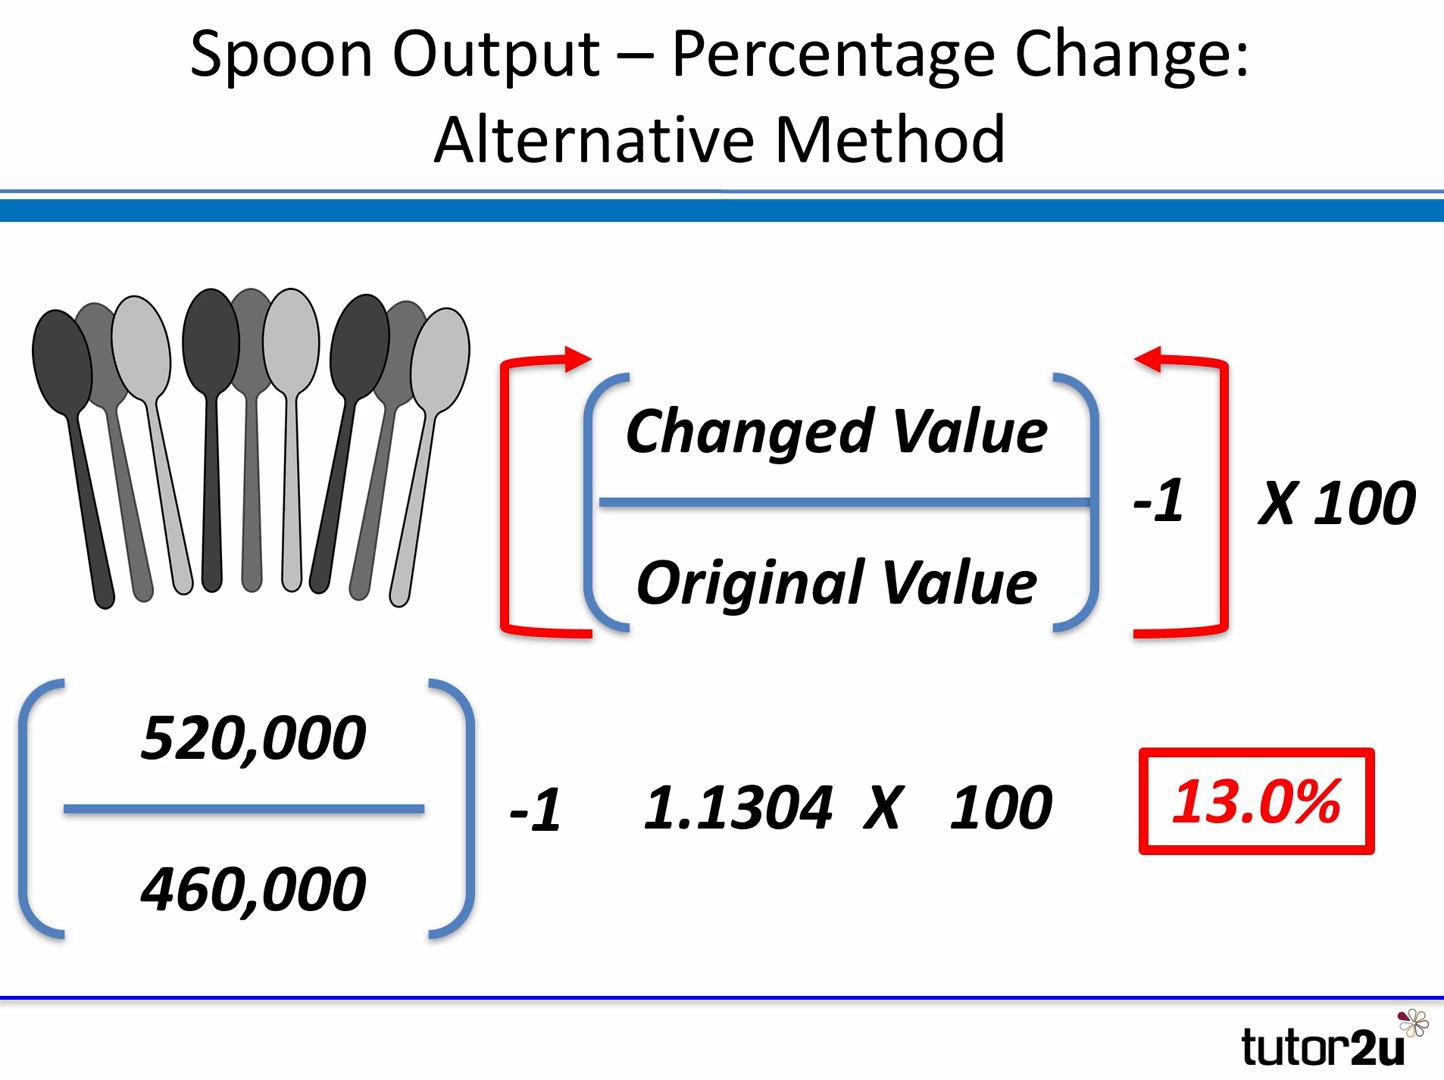 Spoon Output – Percentage Change:
Alternative Method
Changed Value
Original Value
-1
X 100
520,000
460,000
-1
1.1304 X 100
13.0%
tutor2u